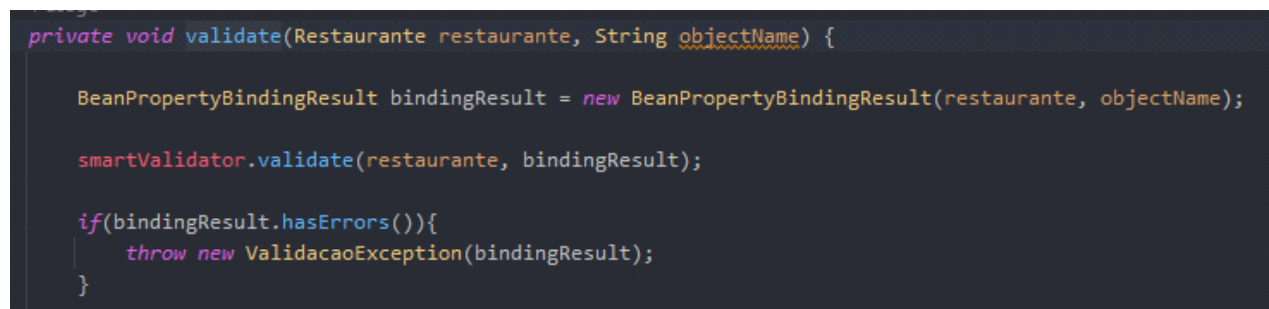 private void validate(Restaurante restaurante, String objectName) {
BeanPropertyBindingResult bindingResult = new BeanPropertyBindingResult(restaurante, objectName);
smartValidator.validate(restaurante, bindingResult);
if(bindingResult.hasErrors()){
throw new ValidacaoException(bindingResult);
}